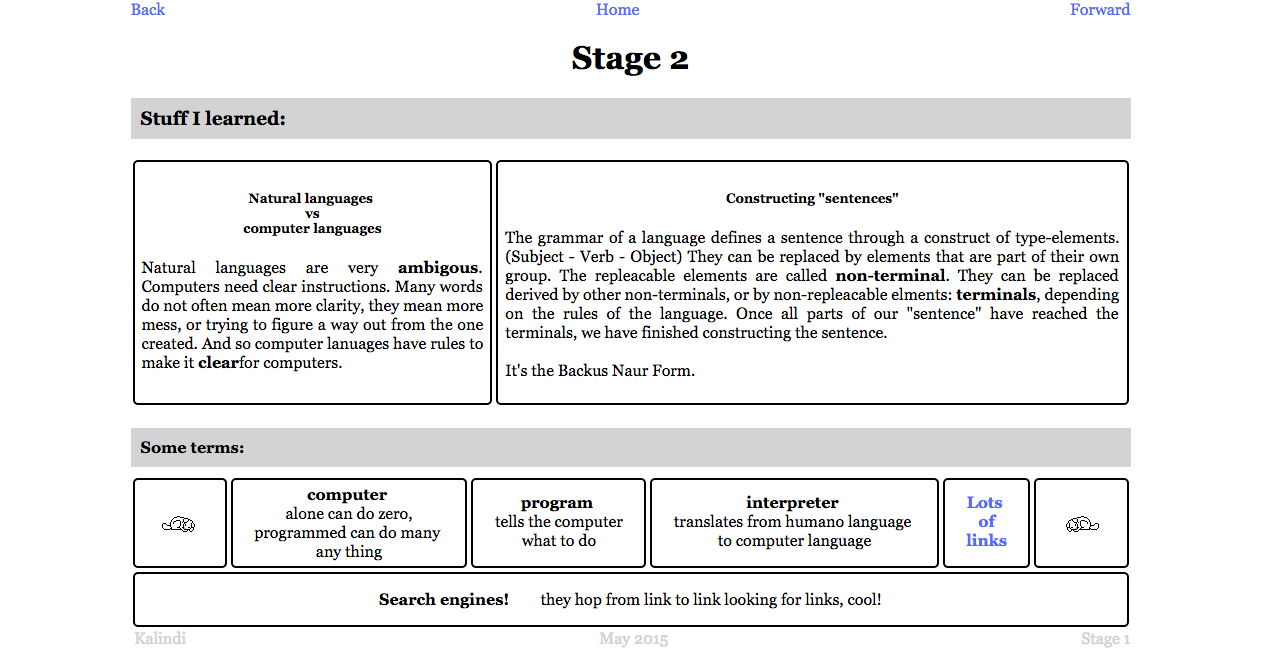 Back Home Forward
Stage 2
Stuff I learned:
Natural languages
vs
computer languages
Natural languages are very ambigous.
Computers need clear instructions. Many words
do not often mean more clarity, they mean more
mess, or trying to figure a way out from the one
created. And so computer lanuages have rules to
make it clearfor computers.
Constructing "sentences"
The grammar of a language defines a sentence through a construct of type-elements.
(Subject - Verb - Object) They can be replaced by elements that are part of their own
group. The repleacable elements are called non-terminal. They can be replaced
derived by other non-terminals, or by non-repleacable elments: terminals, depending
on the rules of the language. Once all parts of our "sentence" have reached the
terminals, we have finished constructing the sentence.
It's the Backus Naur Form.
Some terms:
computer
alone can do zero,
programmed can do many
any thing
program
tells the computer
what to do
interpreter
translates from humano language
to computer language
Lots
of
links
Search engines! they hop from link to link looking for links, cool!
Kalindi May 2015 Stage 1